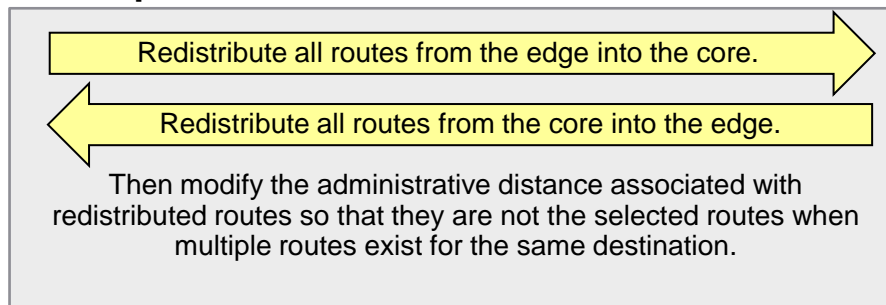 Redistribute all routes from the edge into the core.
Redistribute all routes from the core into the edge.
Then modify the administrative distance associated with
redistributed routes so that they are not the selected routes when
multiple routes exist for the same destination.